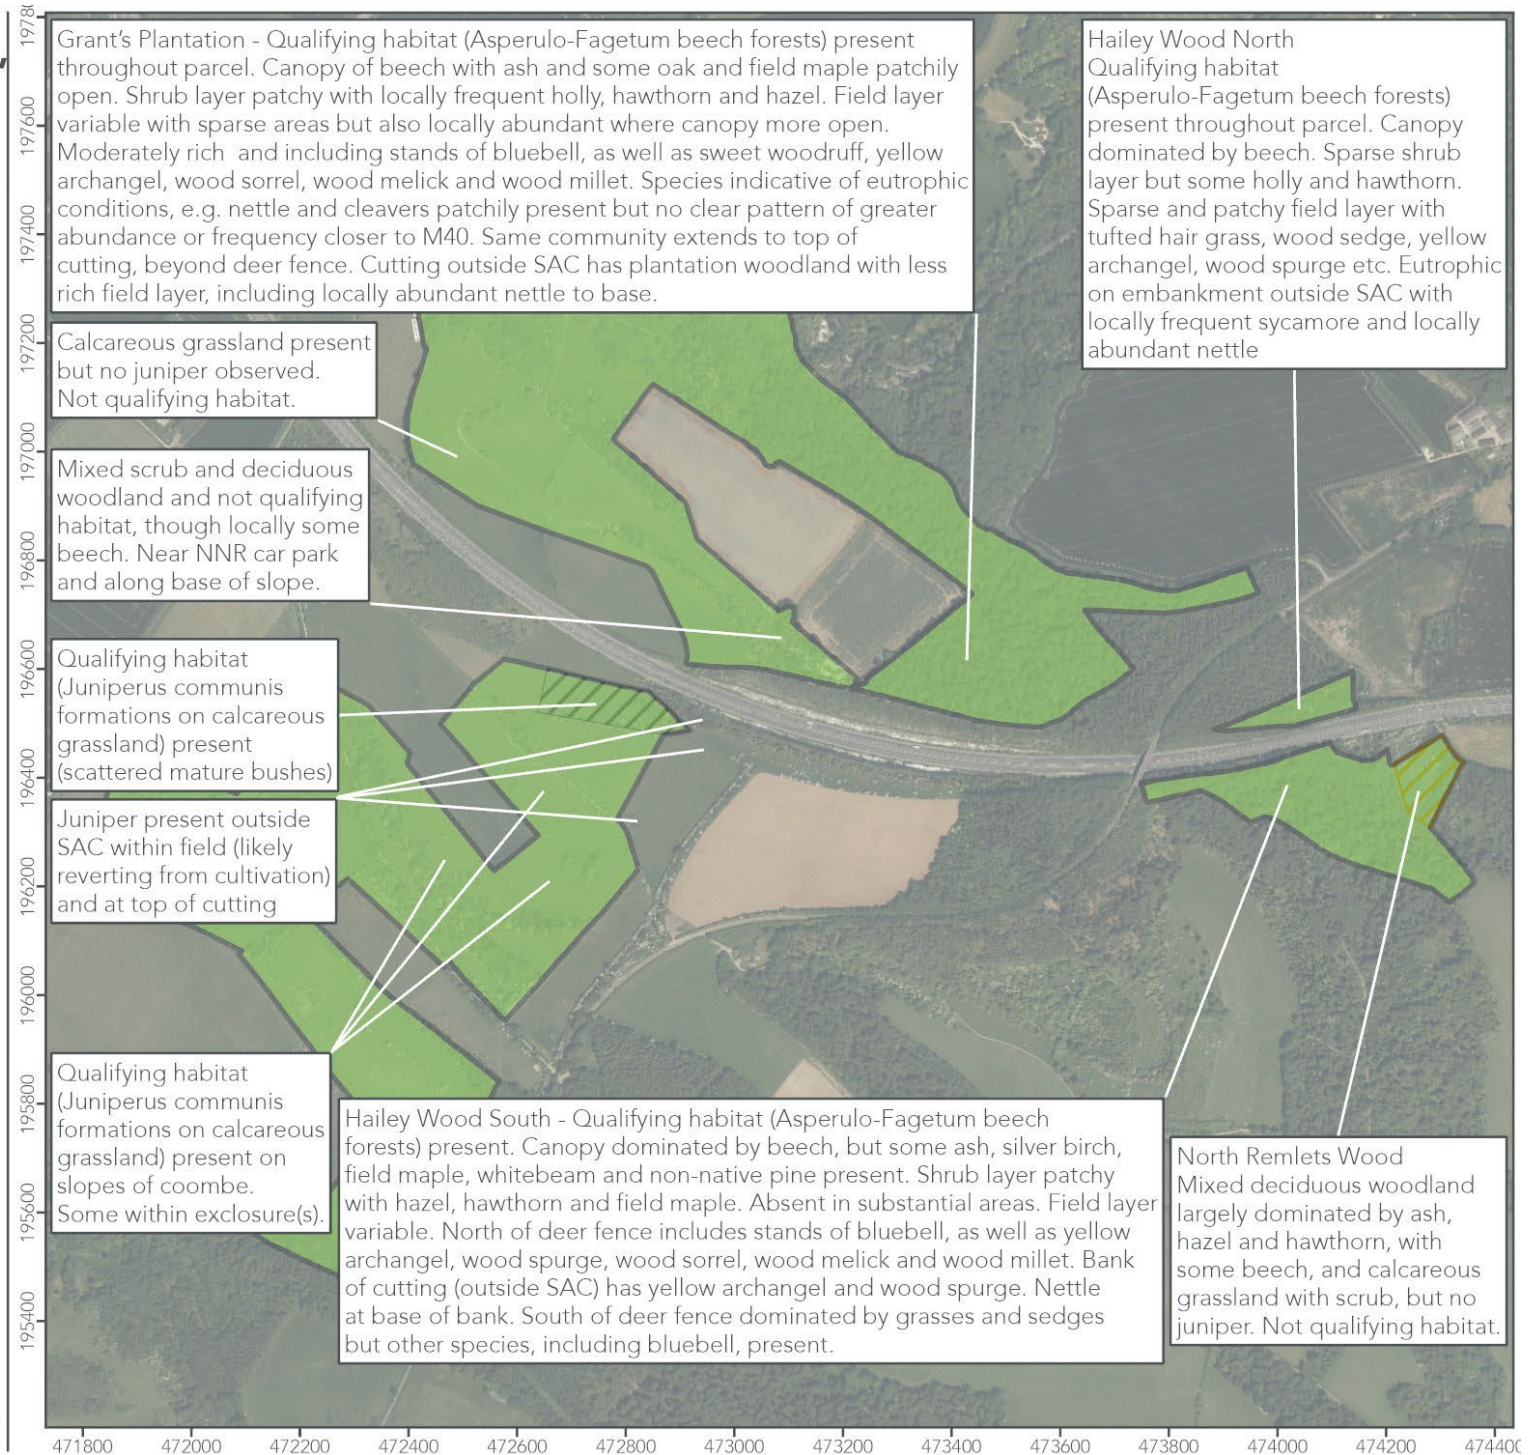 Grant's Plantation - Qualifying habitat (Asperulo-Fagetum beech forests) present
throughout parcel. Canopy of beech with ash and some oak and field maple patchily
open. Shrub layer patchy with locally frequent holly, hawthorn and hazel. Field layer
variable with sparse areas but also locally abundant where canopy more open.
Moderately rich  and including stands of bluebell, as well as sweet woodruff, yellow
archangel, wood sorrel, wood melick and wood millet. Species indicative of eutrophic
conditions, e.g. nettle and cleavers patchily present but no clear pattern of greater
abundance or frequency closer to M40. Same community extends to top of
cutting, beyond deer fence. Cutting outside SAC has plantation woodland with less
rich field layer, including locally abundant nettle to base.
Hailey Wood North
Qualifying habitat
(Asperulo-Fagetum beech forests)
present throughout parcel. Canopy
dominated by beech. Sparse shrub
layer but some holly and hawthorn.
Sparse and patchy field layer with
tufted hair grass, wood sedge, yellow
archangel, wood spurge etc. Eutrophic
on embankment outside SAC with
locally frequent sycamore and locally
abundant nettle
Calcareous grassland present
but no juniper observed.
Not qualifying habitat.
Mixed scrub and deciduous
woodland and not qualifying
habitat, though locally some
beech. Near NNR car park
and along base of slope.
Qualifying habitat
(Juniperus communis
formations on calcareous
grassland) present
(scattered mature bushes)
Juniper present outside
SAC within field (likely
reverting from cultivation)
and at top of cutting
Qualifying habitat
(Juniperus communis
formations on calcareous
grassland) present on
slopes of coombe.
Some within exclosure(s).
Hailey Wood South - Qualifying habitat (Asperulo-Fagetum beech
forests) present. Canopy dominated by beech, but some ash, silver birch,
field maple, whitebeam and non-native pine present. Shrub layer patchy
with hazel, hawthorn and field maple. Absent in substantial areas. Field layer
variable. North of deer fence includes stands of bluebell, as well as yellow
archangel, wood spurge, wood sorrel, wood melick and wood millet. Bank
of cutting (outside SAC) has yellow archangel and wood spurge. Nettle
at base of bank. South of deer fence dominated by grasses and sedges
but other species, including bluebell, present.
North Remlets Wood
Mixed deciduous woodland
largely dominated by ash,
hazel and hawthorn, with
some beech, and calcareous
grassland with scrub, but no
juniper. Not qualifying habitat.
197600
197400
197200
197000
196800
196600
196400
196200
196000
195800
195600
195400
471800 472000 472200 472400 472600 472800 473000 473200 473400 473600 473800 474000 474200